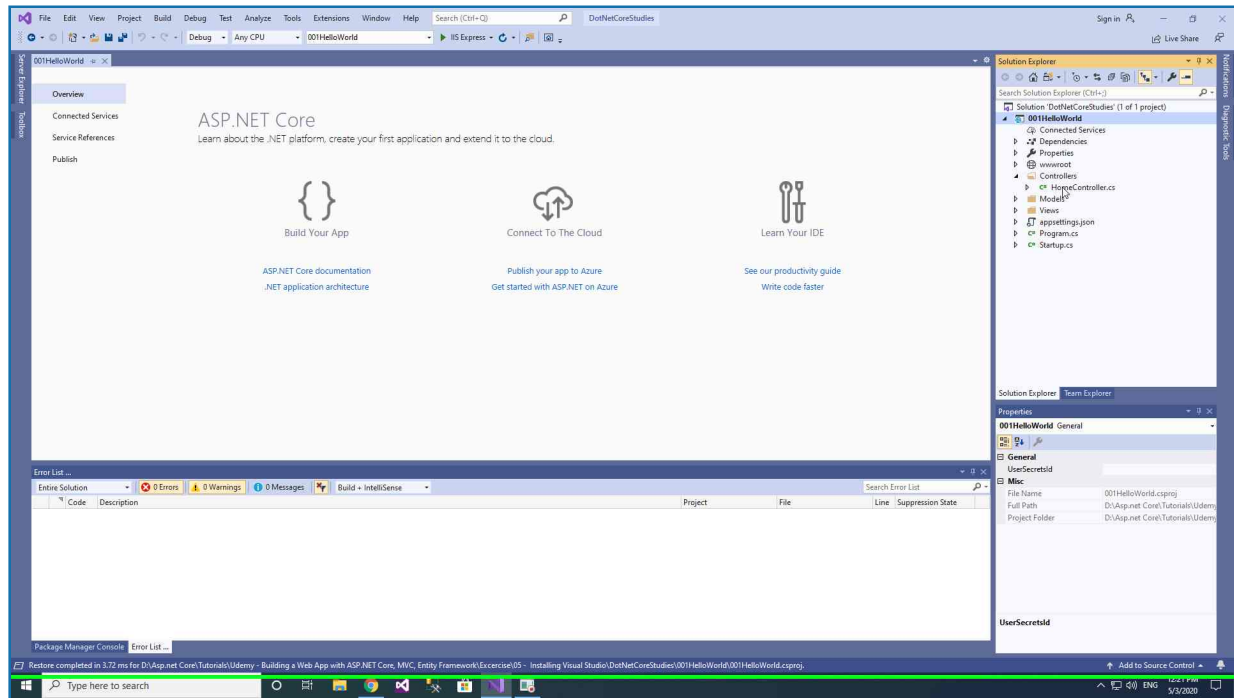 File Edit View Project Build Debug Test Analyze Tools Extensions Window Help Search (Ctrl+Q) DotNetCoreStudies Sign in
Debug Any CPU 001HelloWorld IIS Express Live Share
Server Explorer
Toolbox
001HelloWorld
Overview
Connected Services
Service References
Publish
ASP.NET Core
Learn about the .NET platform, create your first application and extend it to the cloud.
Build Your App
ASP.NET Core documentation
.NET application architecture
Connect To The Cloud
Publish your app to Azure
Get started with ASP.NET on Azure
Learn Your IDE
See our productivity guide
Write code faster
Solution Explorer
Search Solution Explorer (Ctrl+;)
Solution 'DotNetCoreStudies' (1 of 1 project)
001HelloWorld
Connected Services
Dependencies
Properties
wwwroot
Controllers
C# HomeController.cs
Models
Views
appsettings.json
C# Program.cs
C# Startup.cs
Solution Explorer Team Explorer
Notifications
Diagnostic Tools
Properties
001HelloWorld General
General
UserSecretsId
Misc
File Name 001HelloWorld.csproj
Full Path D:\Asp.net Core\Tutorials\Udemy
Project Folder D:\Asp.net Core\Tutorials\Udemy
UserSecretsId
Error List ...
Entire Solution 0 Errors 0 Warnings 0 Messages Build + IntelliSense Search Error List
Code Description Project File Line Suppression State
Package Manager Console Error List ...
Restore completed in 3.72 ms for D:\Asp.net Core\Tutorials\Udemy - Building a Web App with ASP.NET Core, MVC, Entity Framework\Excercise\05 - Installing Visual Studio\DotNetCoreStudies\001HelloWorld\001HelloWorld.csproj. Add to Source Control
Type here to search ENG 12:21 PM
5/3/2020